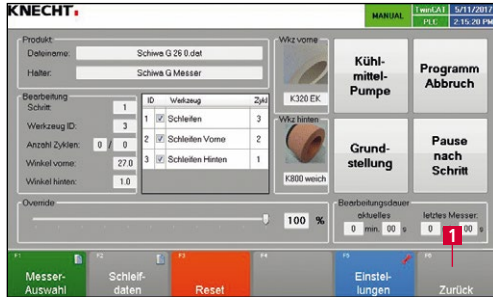 KNECHT.
MANUAL
TwinCAT
PLC
5/11/2017
2:15:20 PM
Produkt:
Dateiname: Schiwa G 26 0.dat
Halter: Schiwa G Messer
Bearbeitung
Schritt 1
Werkzeug ID: 3
Anzahl Zyklen: 0 / 0
Winkel vorne: 27.0
Winkel hinten: 1.0
ID Werkzeug Zykl
1 Schleifen 3
2 Schleifen Vorne 2
3 Schleifen Hinten 1
Wkz vorne
K320 EK
Wkz hinten
K800 weich
Kühl-
mittel-
Pumpe
Programm
Abbruch
Grund-
stellung
Pause
nach
Schritt
Override
100 %
Bearbeitungsdauer
aktuelles
0 min. 00 s
letztes Messer:
0 00 s
1
F1
Messer-
Auswahl
F2
Schleif-
daten
F3
Reset
F4
F5
Einstel-
lungen
F6
Zurück